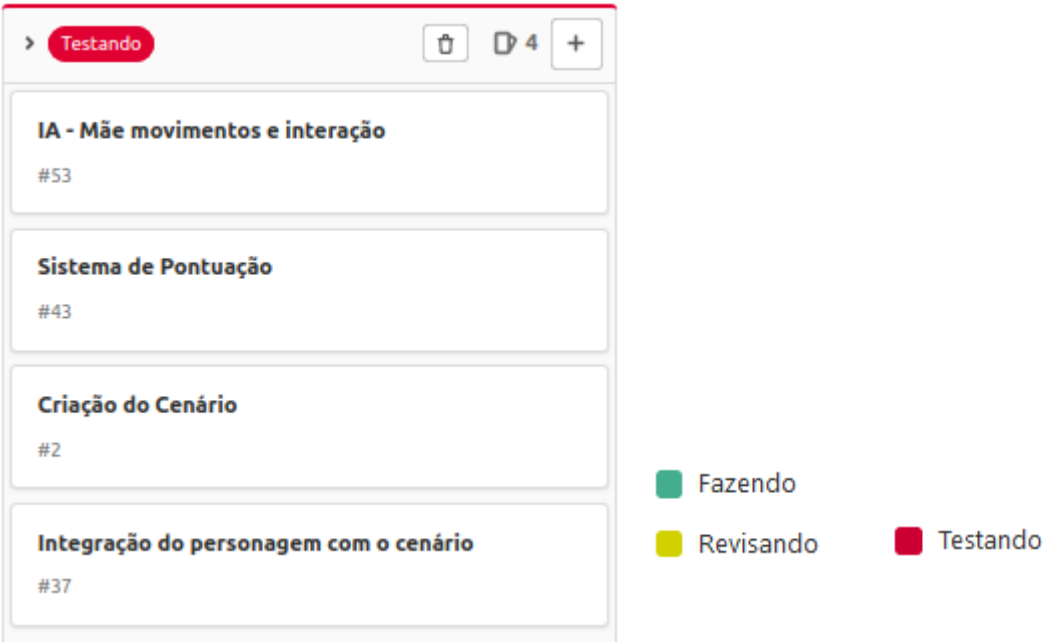 Testando
4
IA - Mãe movimentos e interação
#53
Sistema de Pontuação
#43
Criação do Cenário
#2
Integração do personagem com o cenário
#37
Fazendo
Revisando
Testando